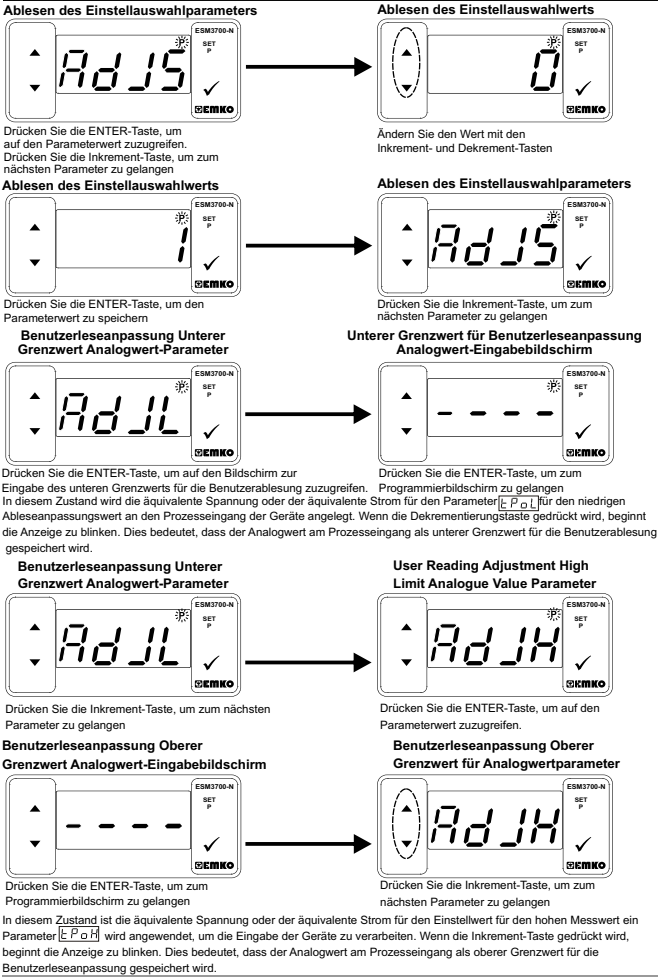 Ablesen des Einstellauswahlparameters
ESM3700-N
SET
P
P
AdJS
EMKO
Drücken Sie die ENTER-Taste, um
auf den Parameterwert zuzugreifen.
Drücken Sie die Inkrement-Taste, um zum
nächsten Parameter zu gelangen
Ablesen des Einstellauswahlwerts
ESM3700-N
SET
P
P
0
EMKO
Ändern Sie den Wert mit den
Inkrement- und Dekrement-Tasten
Ablesen des Einstellauswahlwerts
ESM3700-N
SET
P
P
1
EMKO
Drücken Sie die ENTER-Taste, um den
Parameterwert zu speichern
Ablesen des Einstellauswahlparameters
ESM3700-N
SET
P
P
AdJS
EMKO
Drücken Sie die Inkrement-Taste, um zum
nächsten Parameter zu gelangen
Benutzerleseanpassung Unterer
Grenzwert Analogwert-Parameter
ESM3700-N
SET
P
P
AdJL
EMKO
Drücken Sie die ENTER-Taste, um auf den Bildschirm zur
Eingabe des unteren Grenzwerts für die Benutzerablesung zuzugreifen.
Unterer Grenzwert für Benutzerleseanpassung
Analogwert-Eingabebildschirm
ESM3700-N
SET
P
P
- - - -
EMKO
Drücken Sie die ENTER-Taste, um zum
Programmierbildschirm zu gelangen
In diesem Zustand wird die äquivalente Spannung oder der äquivalente Strom für den Parameter tPoL für den niedrigen
Ableseanpassungswert an den Prozesseingang der Geräte angelegt. Wenn die Dekrementierungstaste gedrückt wird, beginnt
die Anzeige zu blinken. Dies bedeutet, dass der Analogwert am Prozesseingang als unterer Grenzwert für die Benutzerablesung
gespeichert wird.
Benutzerleseanpassung Unterer
Grenzwert Analogwert-Parameter
ESM3700-N
SET
P
P
AdJL
EMKO
Drücken Sie die Inkrement-Taste, um zum nächsten
Parameter zu gelangen
User Reading Adjustment High
Limit Analogue Value Parameter
ESM3700-N
SET
P
P
AdJH
EMKO
Drücken Sie die ENTER-Taste, um auf den
Parameterwert zuzugreifen.
Benutzerleseanpassung Oberer
Grenzwert Analogwert-Eingabebildschirm
ESM3700-N
SET
P
- - - -
EMKO
Drücken Sie die ENTER-Taste, um zum
Programmierbildschirm zu gelangen
Benutzerleseanpassung Oberer
Grenzwert für Analogwertparameter
ESM3700-N
SET
P
AdJH
EMKO
Drücken Sie die Inkrement-Taste, um zum
nächsten Parameter zu gelangen
In diesem Zustand ist die äquivalente Spannung oder der äquivalente Strom für den Einstellwert für den hohen Messwert ein
Parameter tPoH wird angewendet, um die Eingabe der Geräte zu verarbeiten. Wenn die Inkrement-Taste gedrückt wird,
beginnt die Anzeige zu blinken. Dies bedeutet, dass der Analogwert am Prozesseingang als oberer Grenzwert für die
Benutzerleseanpassung gespeichert wird.